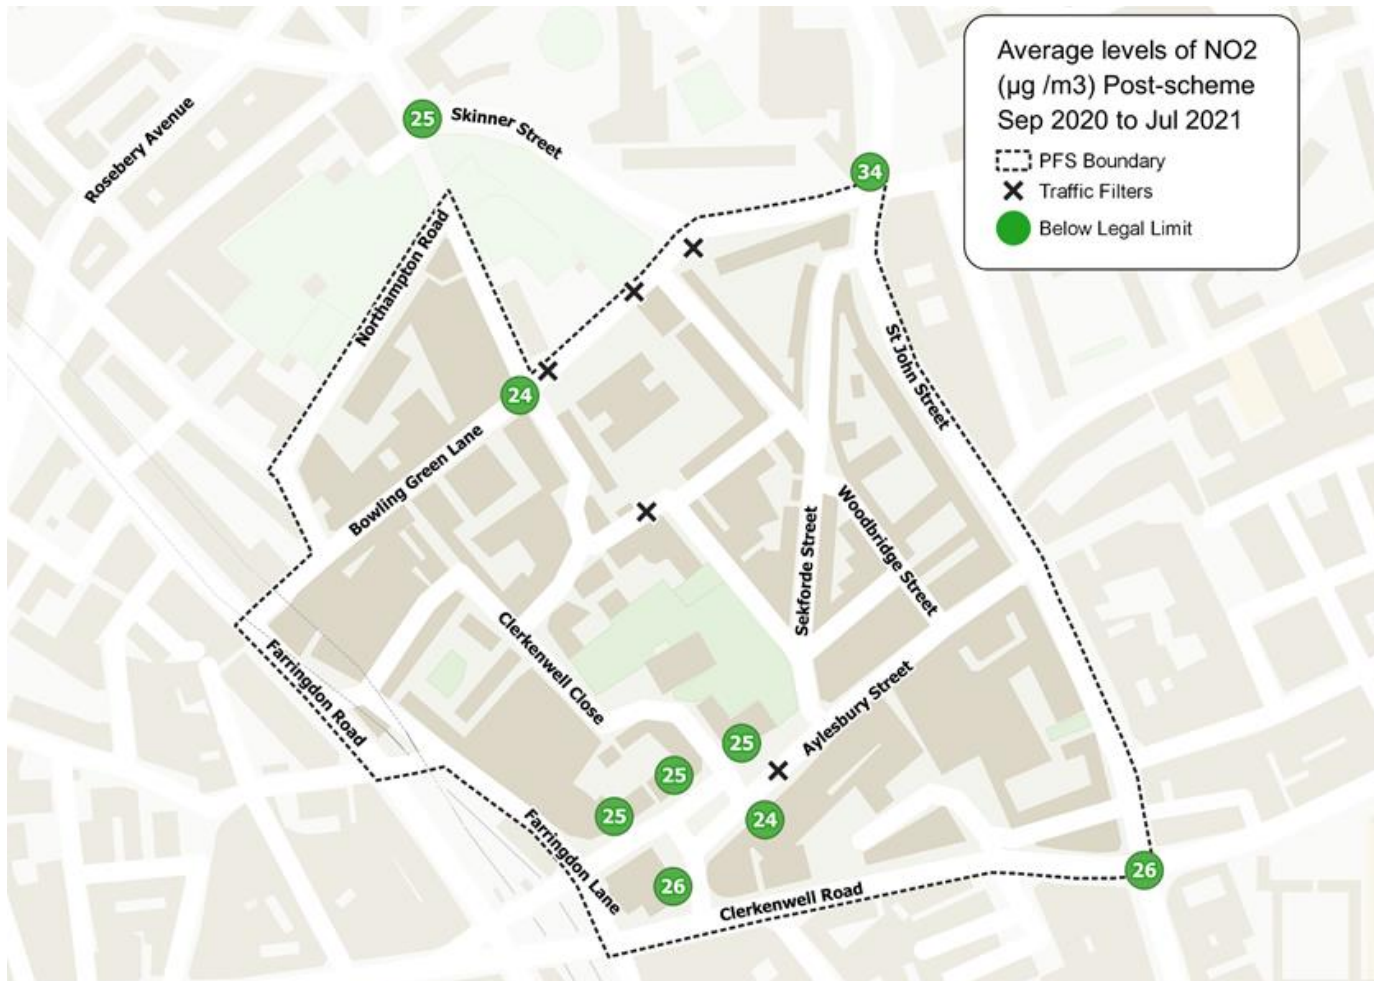 Average levels of NO2
(µg /m3) Post-scheme
Sep 2020 to Jul 2021
PFS Boundary
Traffic Filters
Below Legal Limit
Rosebery Avenue
25
Skinner Street
34
Northampton Road
24
St John Street
Bowling Green Lane
Woodbridge Street
Sekforde Street
Clerkenwell Close
Farringdon Road
Aylesbury Street
25
25
25
24
Farringdon Lane
26
26
Clerkenwell Road